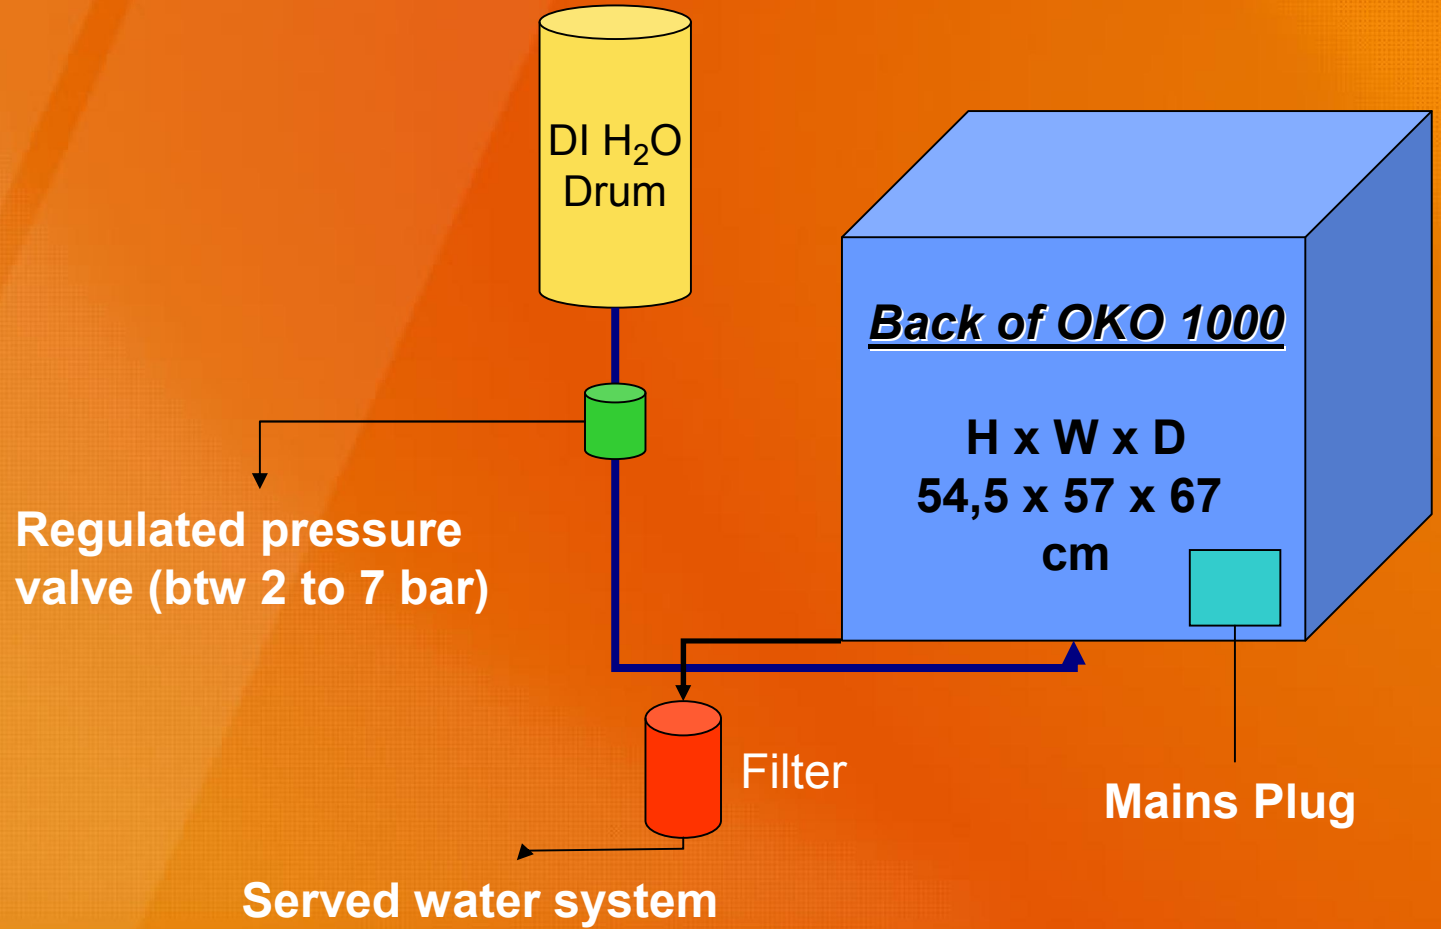 DI H₂O
Drum
Back of OKO 1000
H x W x D
54,5 x 57 x 67
cm
Regulated pressure
valve (btw 2 to 7 bar)
Filter
Mains Plug
Served water system